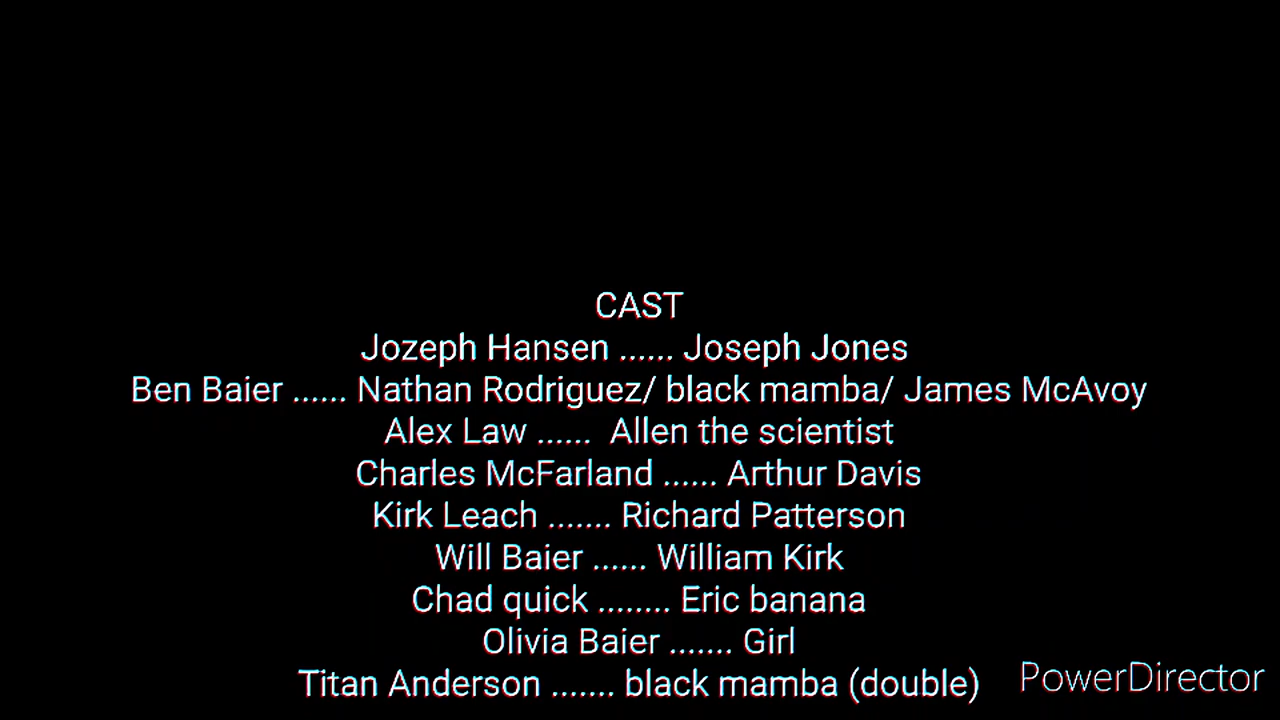 CAST
Jozeph Hansen ...... Joseph Jones
Ben Baier ...... Nathan Rodriguez/ black mamba/ James McAvoy
Alex Law ...... Allen the scientist
Charles McFarland ...... Arthur Davis
Kirk Leach ....... Richard Patterson
Will Baier ...... William Kirk
Chad quick ........ Eric banana
Olivia Baier ....... Girl
Titan Anderson ....... black mamba (double)
PowerDirector